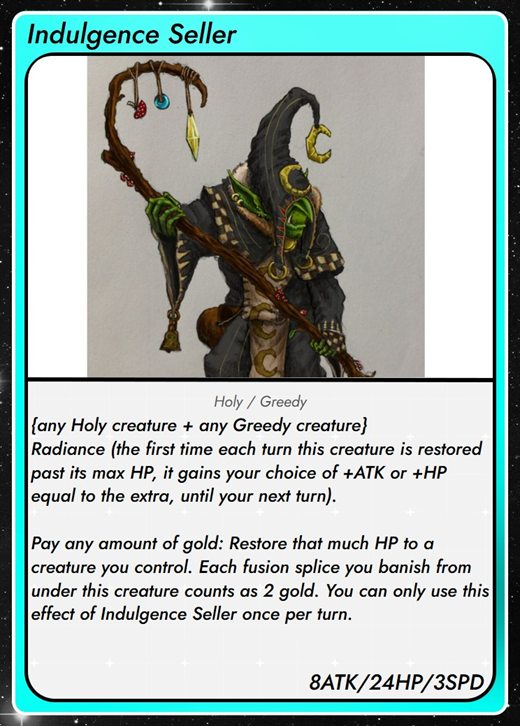 Indulgence Seller
Holy / Greedy
{any Holy creature + any Greedy creature}
Radiance (the first time each turn this creature is restored
past its max HP, it gains your choice of +ATK or +HP
equal to the extra, until your next turn).
Pay any amount of gold: Restore that much HP to a
creature you control. Each fusion splice you banish from
under this creature counts as 2 gold. You can only use this
effect of Indulgence Seller once per turn.
8ATK/24HP/3SPD